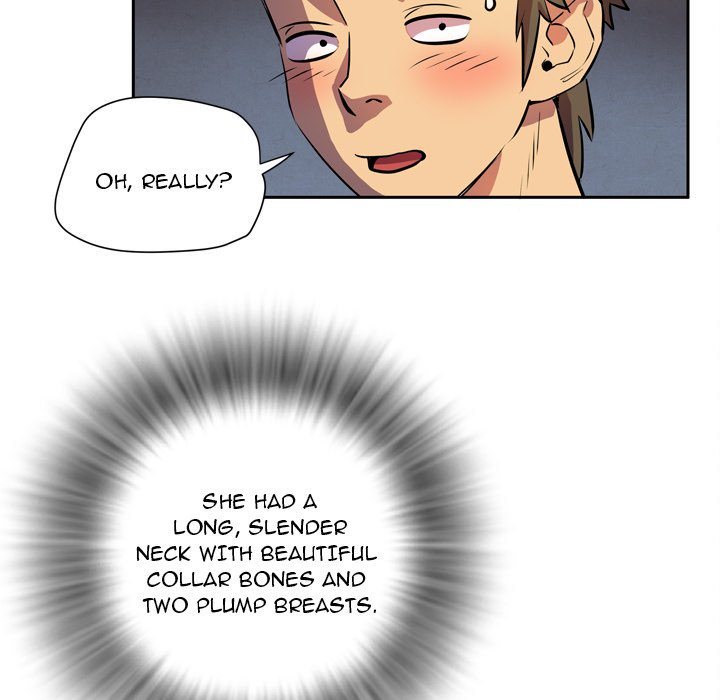 OH, REALLY?
SHE HAD A
LONG, SLENDER
NECK WITH BEAUTIFUL
COLLAR BONES AND
TWO PLUMP BREASTS.